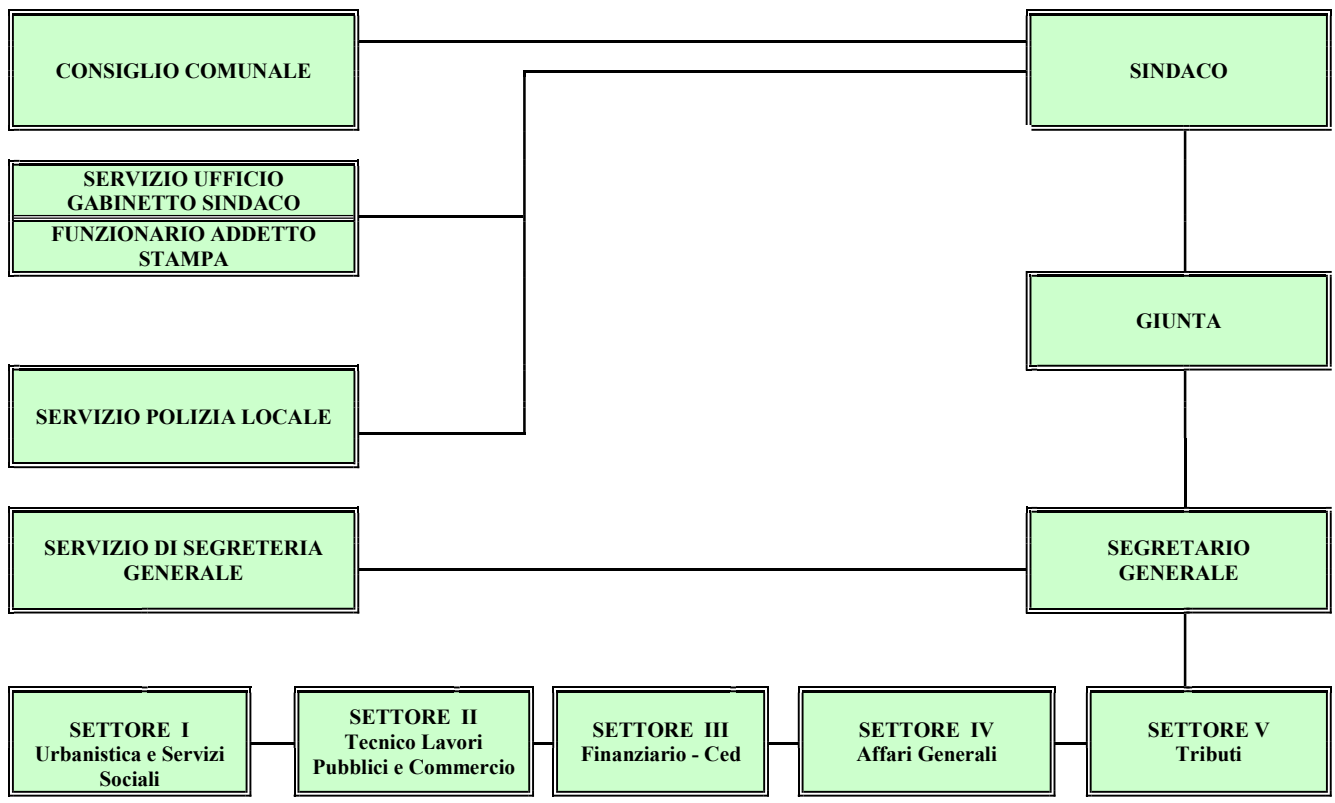 CONSIGLIO COMUNALE
SINDACO
SERVIZIO UFFICIO
GABINETTO SINDACO
FUNZIONARIO ADDETTO
STAMPA
GIUNTA
SERVIZIO POLIZIA LOCALE
SERVIZIO DI SEGRETERIA
GENERALE
SEGRETARIO
GENERALE
SETTORE I
Urbanistica e Servizi
Sociali
SETTORE II
Tecnico Lavori
Pubblici e Commercio
SETTORE III
Finanziario - Ced
SETTORE IV
Affari Generali
SETTORE V
Tributi